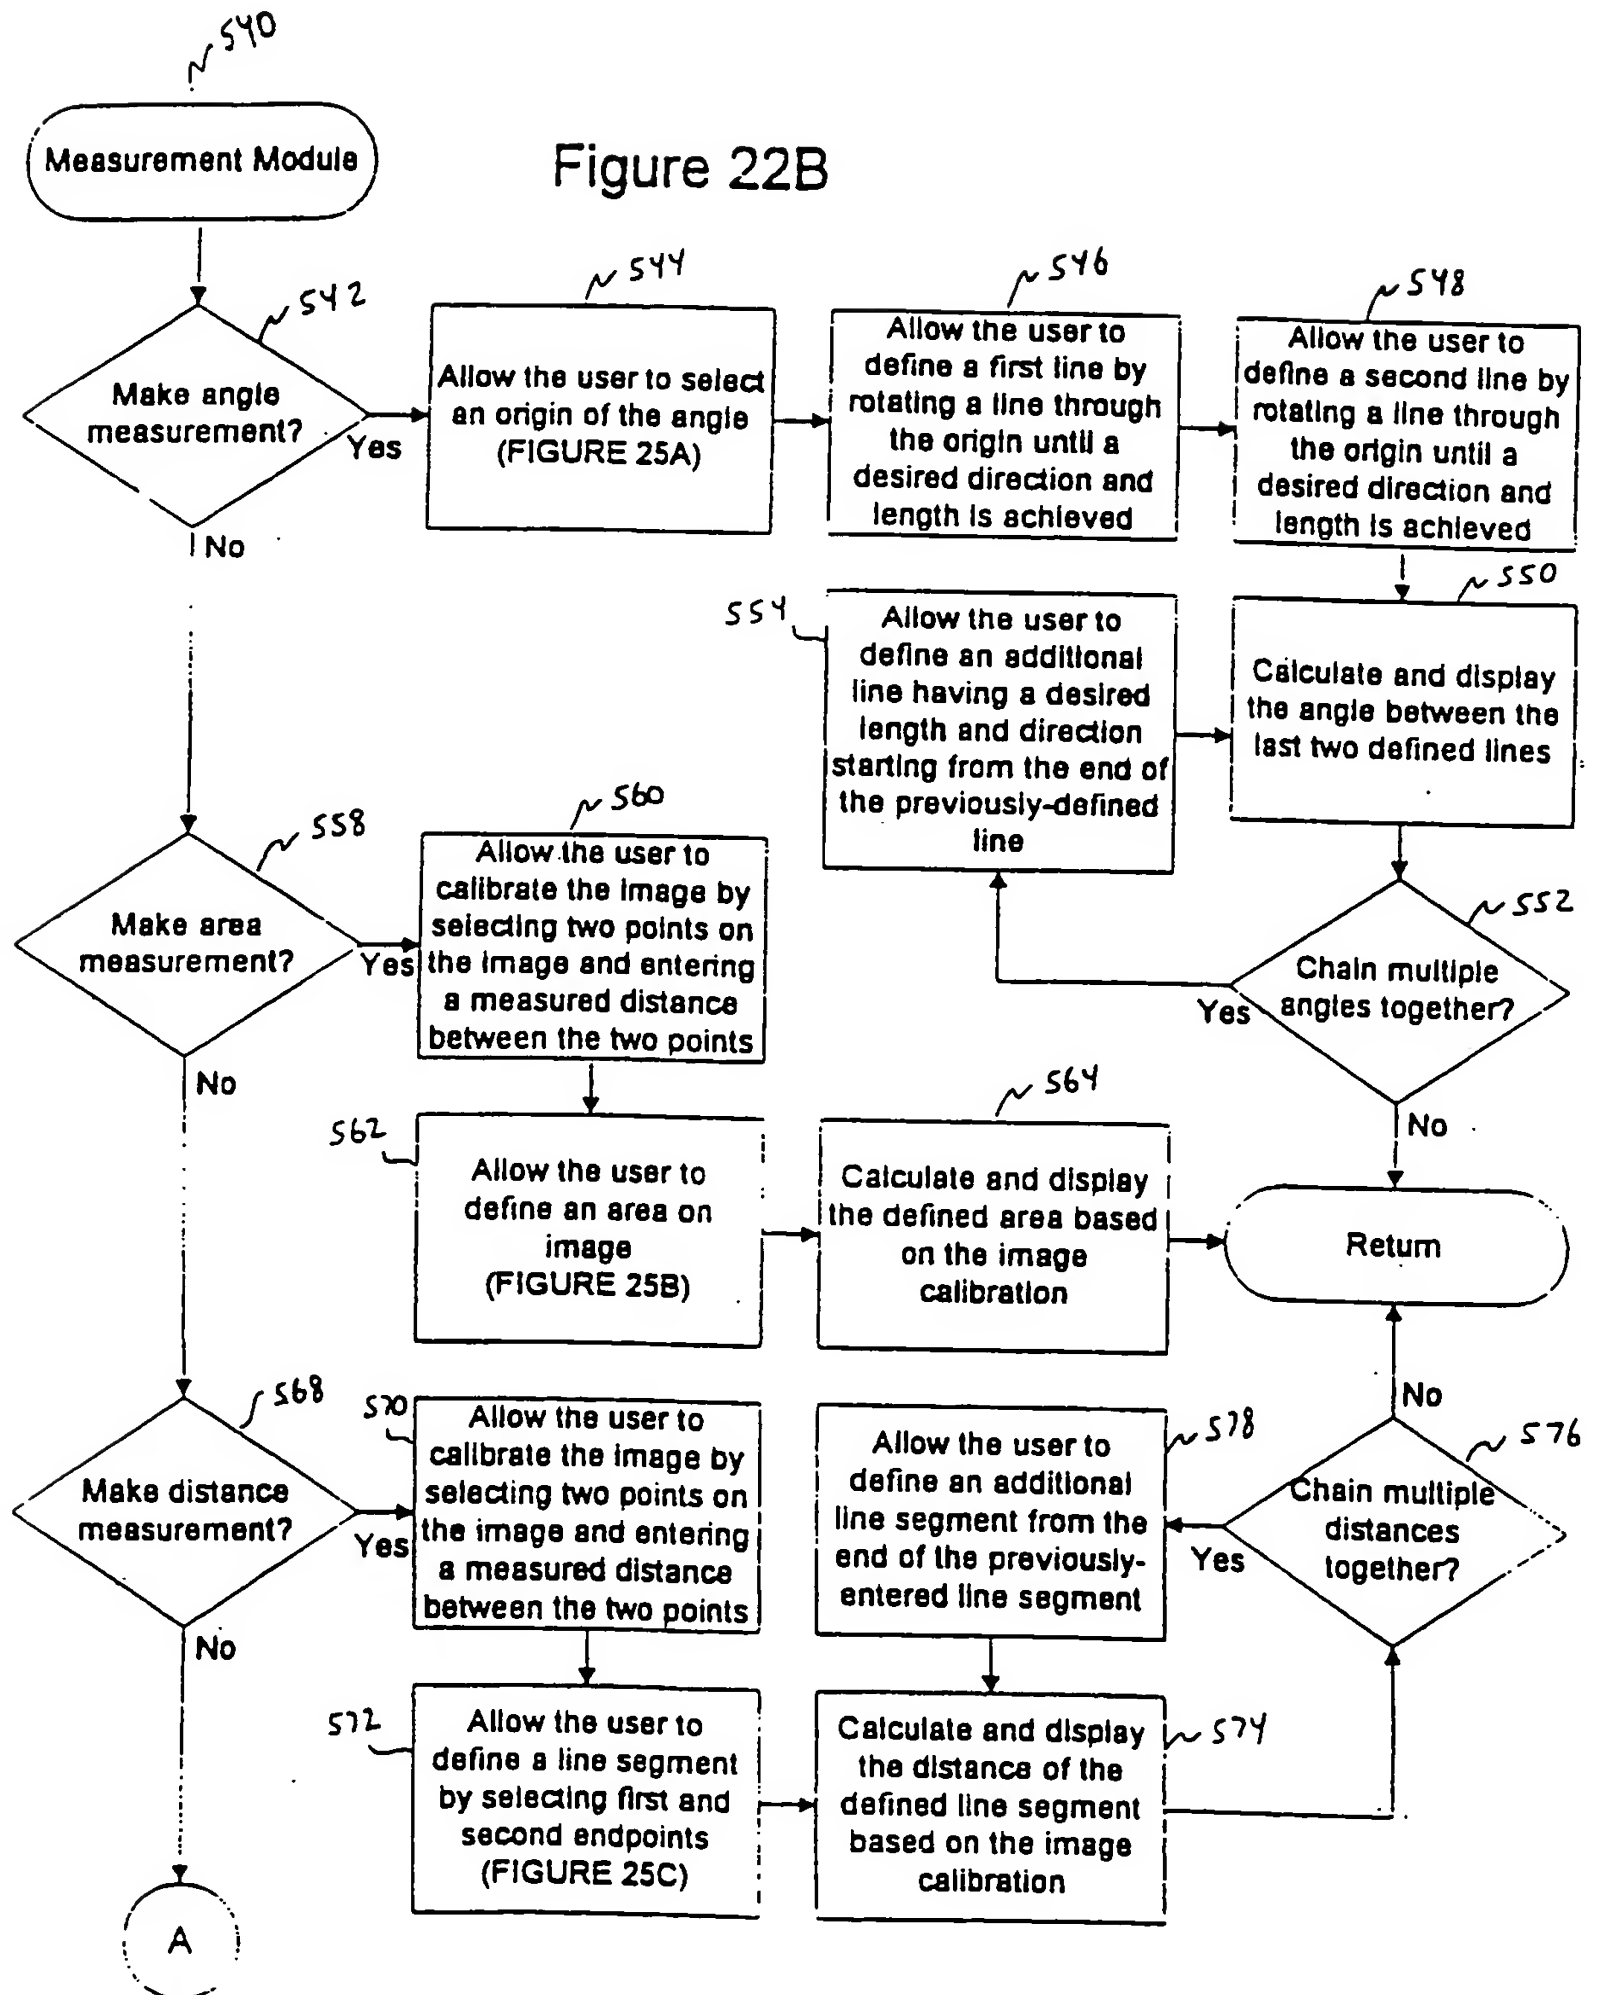 540
Measurement Module
Figure 22B
542
Make angle
measurement?
Yes
No
544
Allow the user to select
an origin of the angle
(FIGURE 25A)
546
Allow the user to
define a first line by
rotating a line through
the origin until a
desired direction and
length is achieved
548
Allow the user to
define a second line by
rotating a line through
the origin until a
desired direction and
length is achieved
550
Calculate and display
the angle between the
last two defined lines
554
Allow the user to
define an additional
line having a desired
length and direction
starting from the end of
the previously-defined
line
552
Chain multiple
angles together?
Yes
No
558
Make area
measurement?
Yes
No
560
Allow the user to
calibrate the image by
selecting two points on
the image and entering
a measured distance
between the two points
562
Allow the user to
define an area on
image
(FIGURE 25B)
564
Calculate and display
the defined area based
on the image
calibration
Return
568
Make distance
measurement?
Yes
No
570
Allow the user to
calibrate the image by
selecting two points on
the image and entering
a measured distance
between the two points
572
Allow the user to
define a line segment
by selecting first and
second endpoints
(FIGURE 25C)
574
Calculate and display
the distance of the
defined line segment
based on the image
calibration
576
Chain multiple
distances
together?
No
Yes
578
Allow the user to
define an additional
line segment from the
end of the previously-
entered line segment
A